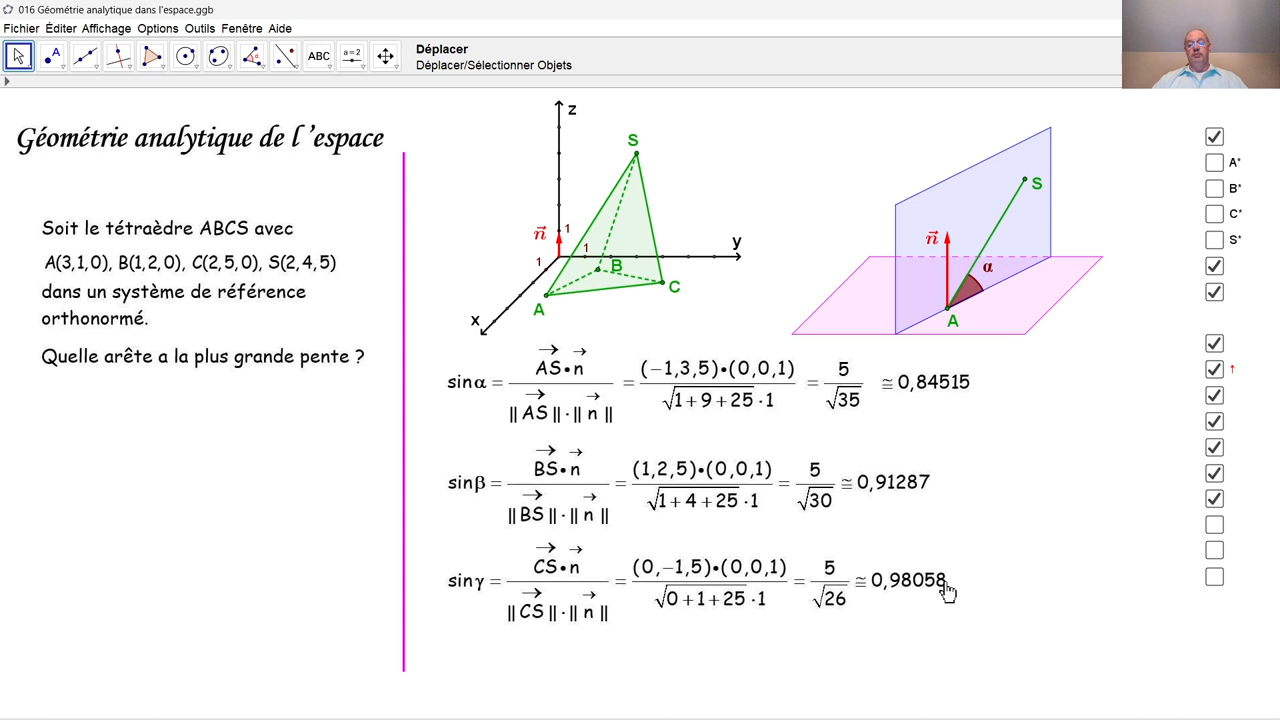 016 Géométrie analytique dans l'espace.ggb
Fichier Éditer Affichage Options Outils Fenêtre Aide
A ABC a=2 Déplacer
Déplacer/Sélectionner Objets
Géométrie analytique de l'espace
Soit le tétraèdre ABCS avec
A(3,1,0), B(1,2,0), C(2,5,0), S(2,4,5)
dans un système de référence
orthonormé.
Quelle arête a la plus grande pente ?
z
S
n⃗ 1
1
1
y
B
C
A
x
S
n⃗
α
A
A*
B*
C*
S*
↑
sinα = (AS⃗ • n⃗) / (|| AS⃗ || · || n⃗ ||) = ((−1,3,5)•(0,0,1)) / (√(1+9+25) ·1) = 5/√35 ≅ 0,84515
sinβ = (BS⃗ • n⃗) / (|| BS⃗ || · || n⃗ ||) = ((1,2,5)•(0,0,1)) / (√(1+4+25) ·1) = 5/√30 ≅ 0,91287
sinγ = (CS⃗ • n⃗) / (|| CS⃗ || · || n⃗ ||) = ((0,−1,5)•(0,0,1)) / (√(0+1+25) ·1) = 5/√26 ≅ 0,98058